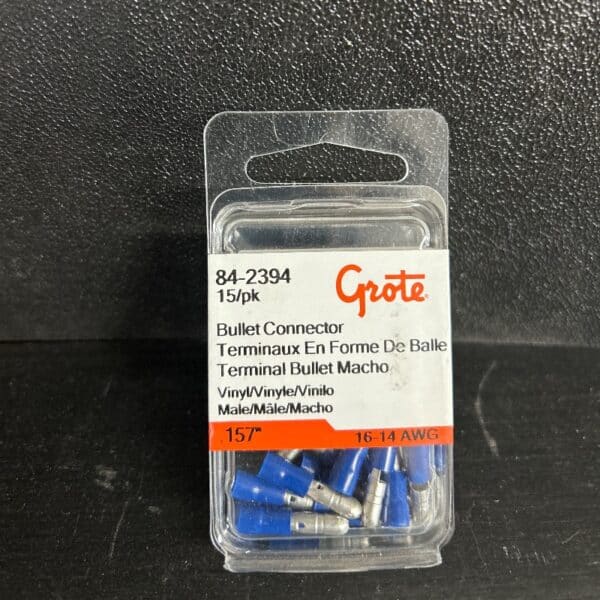 84-2394
15/pk
Grote
Bullet Connector
Terminaux En Forme De Balle
Terminal Bullet Macho
Vinyl/Vinyle/Vinilo
Male/Mâle/Macho
.157"
16-14 AWG